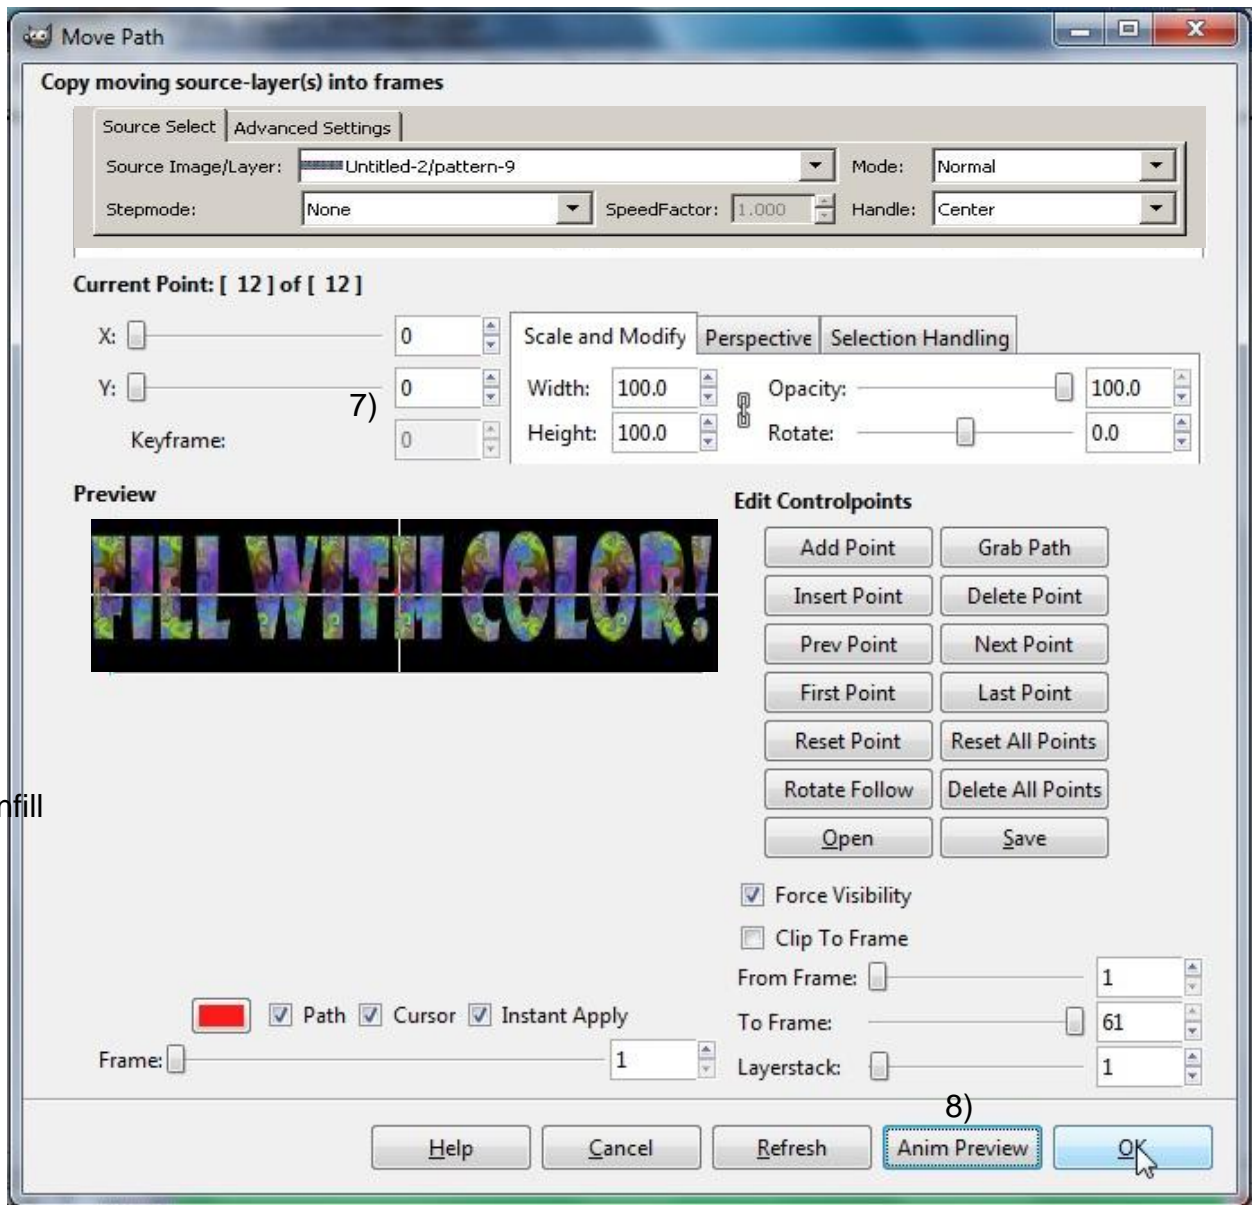 Move Path
Copy moving source-layer(s) into frames
Source Select Advanced Settings
Source Image/Layer: Untitled-2/pattern-9 Mode: Normal
Stepmode: None SpeedFactor: 1.000 Handle: Center
Current Point: [ 12 ] of [ 12 ]
X: 0
Y: 0
7)
Keyframe: 0
Scale and Modify Perspective Selection Handling
Width: 100.0 Opacity: 100.0
Height: 100.0 Rotate: 0.0
Preview
FILL WITH COLOR!
Edit Controlpoints
Add Point Grab Path
Insert Point Delete Point
Prev Point Next Point
First Point Last Point
Reset Point Reset All Points
Rotate Follow Delete All Points
Open Save
nfill
Force Visibility
Clip To Frame
From Frame: 1
To Frame: 61
Layerstack: 1
Path Cursor Instant Apply
Frame: 1
8)
Help Cancel Refresh Anim Preview OK